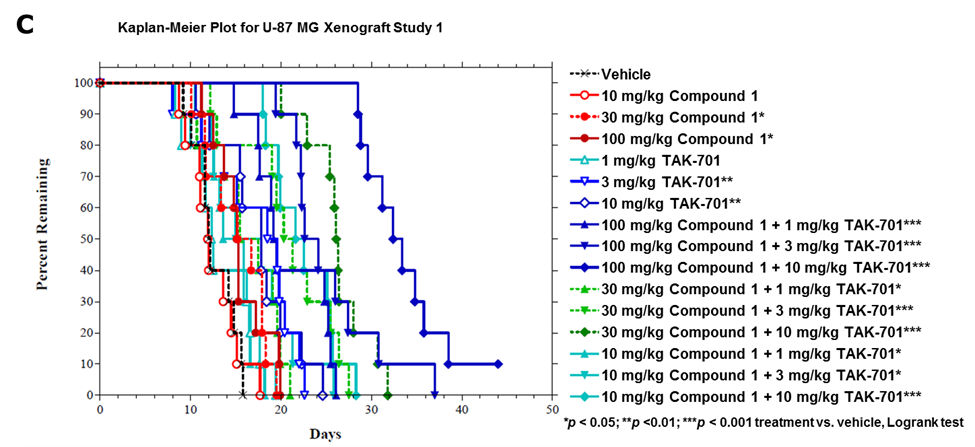 C
Kaplan-Meier Plot for U-87 MG Xenograft Study 1
Percent Remaining
100
90
80
70
60
50
40
30
20
10
0
0
10
20
30
40
50
Days
Vehicle
10 mg/kg Compound 1
30 mg/kg Compound 1*
100 mg/kg Compound 1*
1 mg/kg TAK-701
3 mg/kg TAK-701**
10 mg/kg TAK-701**
100 mg/kg Compound 1 + 1 mg/kg TAK-701***
100 mg/kg Compound 1 + 3 mg/kg TAK-701***
100 mg/kg Compound 1 + 10 mg/kg TAK-701***
30 mg/kg Compound 1 + 1 mg/kg TAK-701*
30 mg/kg Compound 1 + 3 mg/kg TAK-701***
30 mg/kg Compound 1 + 10 mg/kg TAK-701***
10 mg/kg Compound 1 + 1 mg/kg TAK-701*
10 mg/kg Compound 1 + 3 mg/kg TAK-701*
10 mg/kg Compound 1 + 10 mg/kg TAK-701***
*p < 0.05; **p <0.01; ***p < 0.001 treatment vs. vehicle, Logrank test